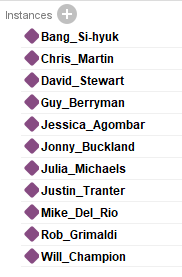 Instances
Bang_Si-hyuk
Chris_Martin
David_Stewart
Guy_Berryman
Jessica_Agombar
Jonny_Buckland
Julia_Michaels
Justin_Tranter
Mike_Del_Rio
Rob_Grimaldi
Will_Champion